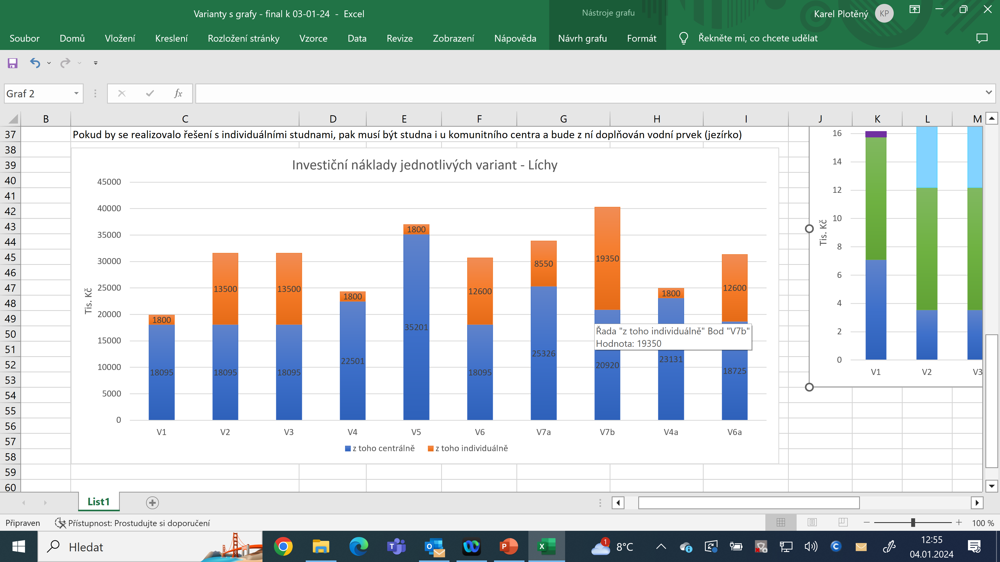 Varianty s grafy - final k 03-01-24 - Excel
Nástroje grafu
Karel Plotěný
KP
Soubor Domů Vložení Kreslení Rozložení stránky Vzorce Data Revize Zobrazení Nápověda Návrh grafu Formát Řekněte mi, co chcete udělat
Graf 2
fx
B C D E F G H I J K L M
37 Pokud by se realizovalo řešení s individuálními studnami, pak musí být studna i u komunitního centra a bude z ní doplňován vodní prvek (jezírko)
38
39
40
41
42
43
44
45
46
47
48
49
50
51
52
53
54
55
56
57
58
59
60
Investiční náklady jednotlivých variant - Líchy
Tis. Kč
45000
40000
35000
30000
25000
20000
15000
10000
5000
0
1800 13500 13500 1800 1800 12600 8550 19350 1800 12600
18095 18095 18095 22501 35201 18095 25326 20920 23131 18725
Řada "z toho individuálně" Bod "V7b"
Hodnota: 19350
V1 V2 V3 V4 V5 V6 V7a V7b V4a V6a
z toho centrálně z toho individuálně
Tis. Kč
16
14
12
10
8
6
4
2
0
V1 V2 V3
List1
Připraven Přístupnost: Prostudujte si doporučení
100 %
Hledat
1
8°C
12:55
04.01.2024